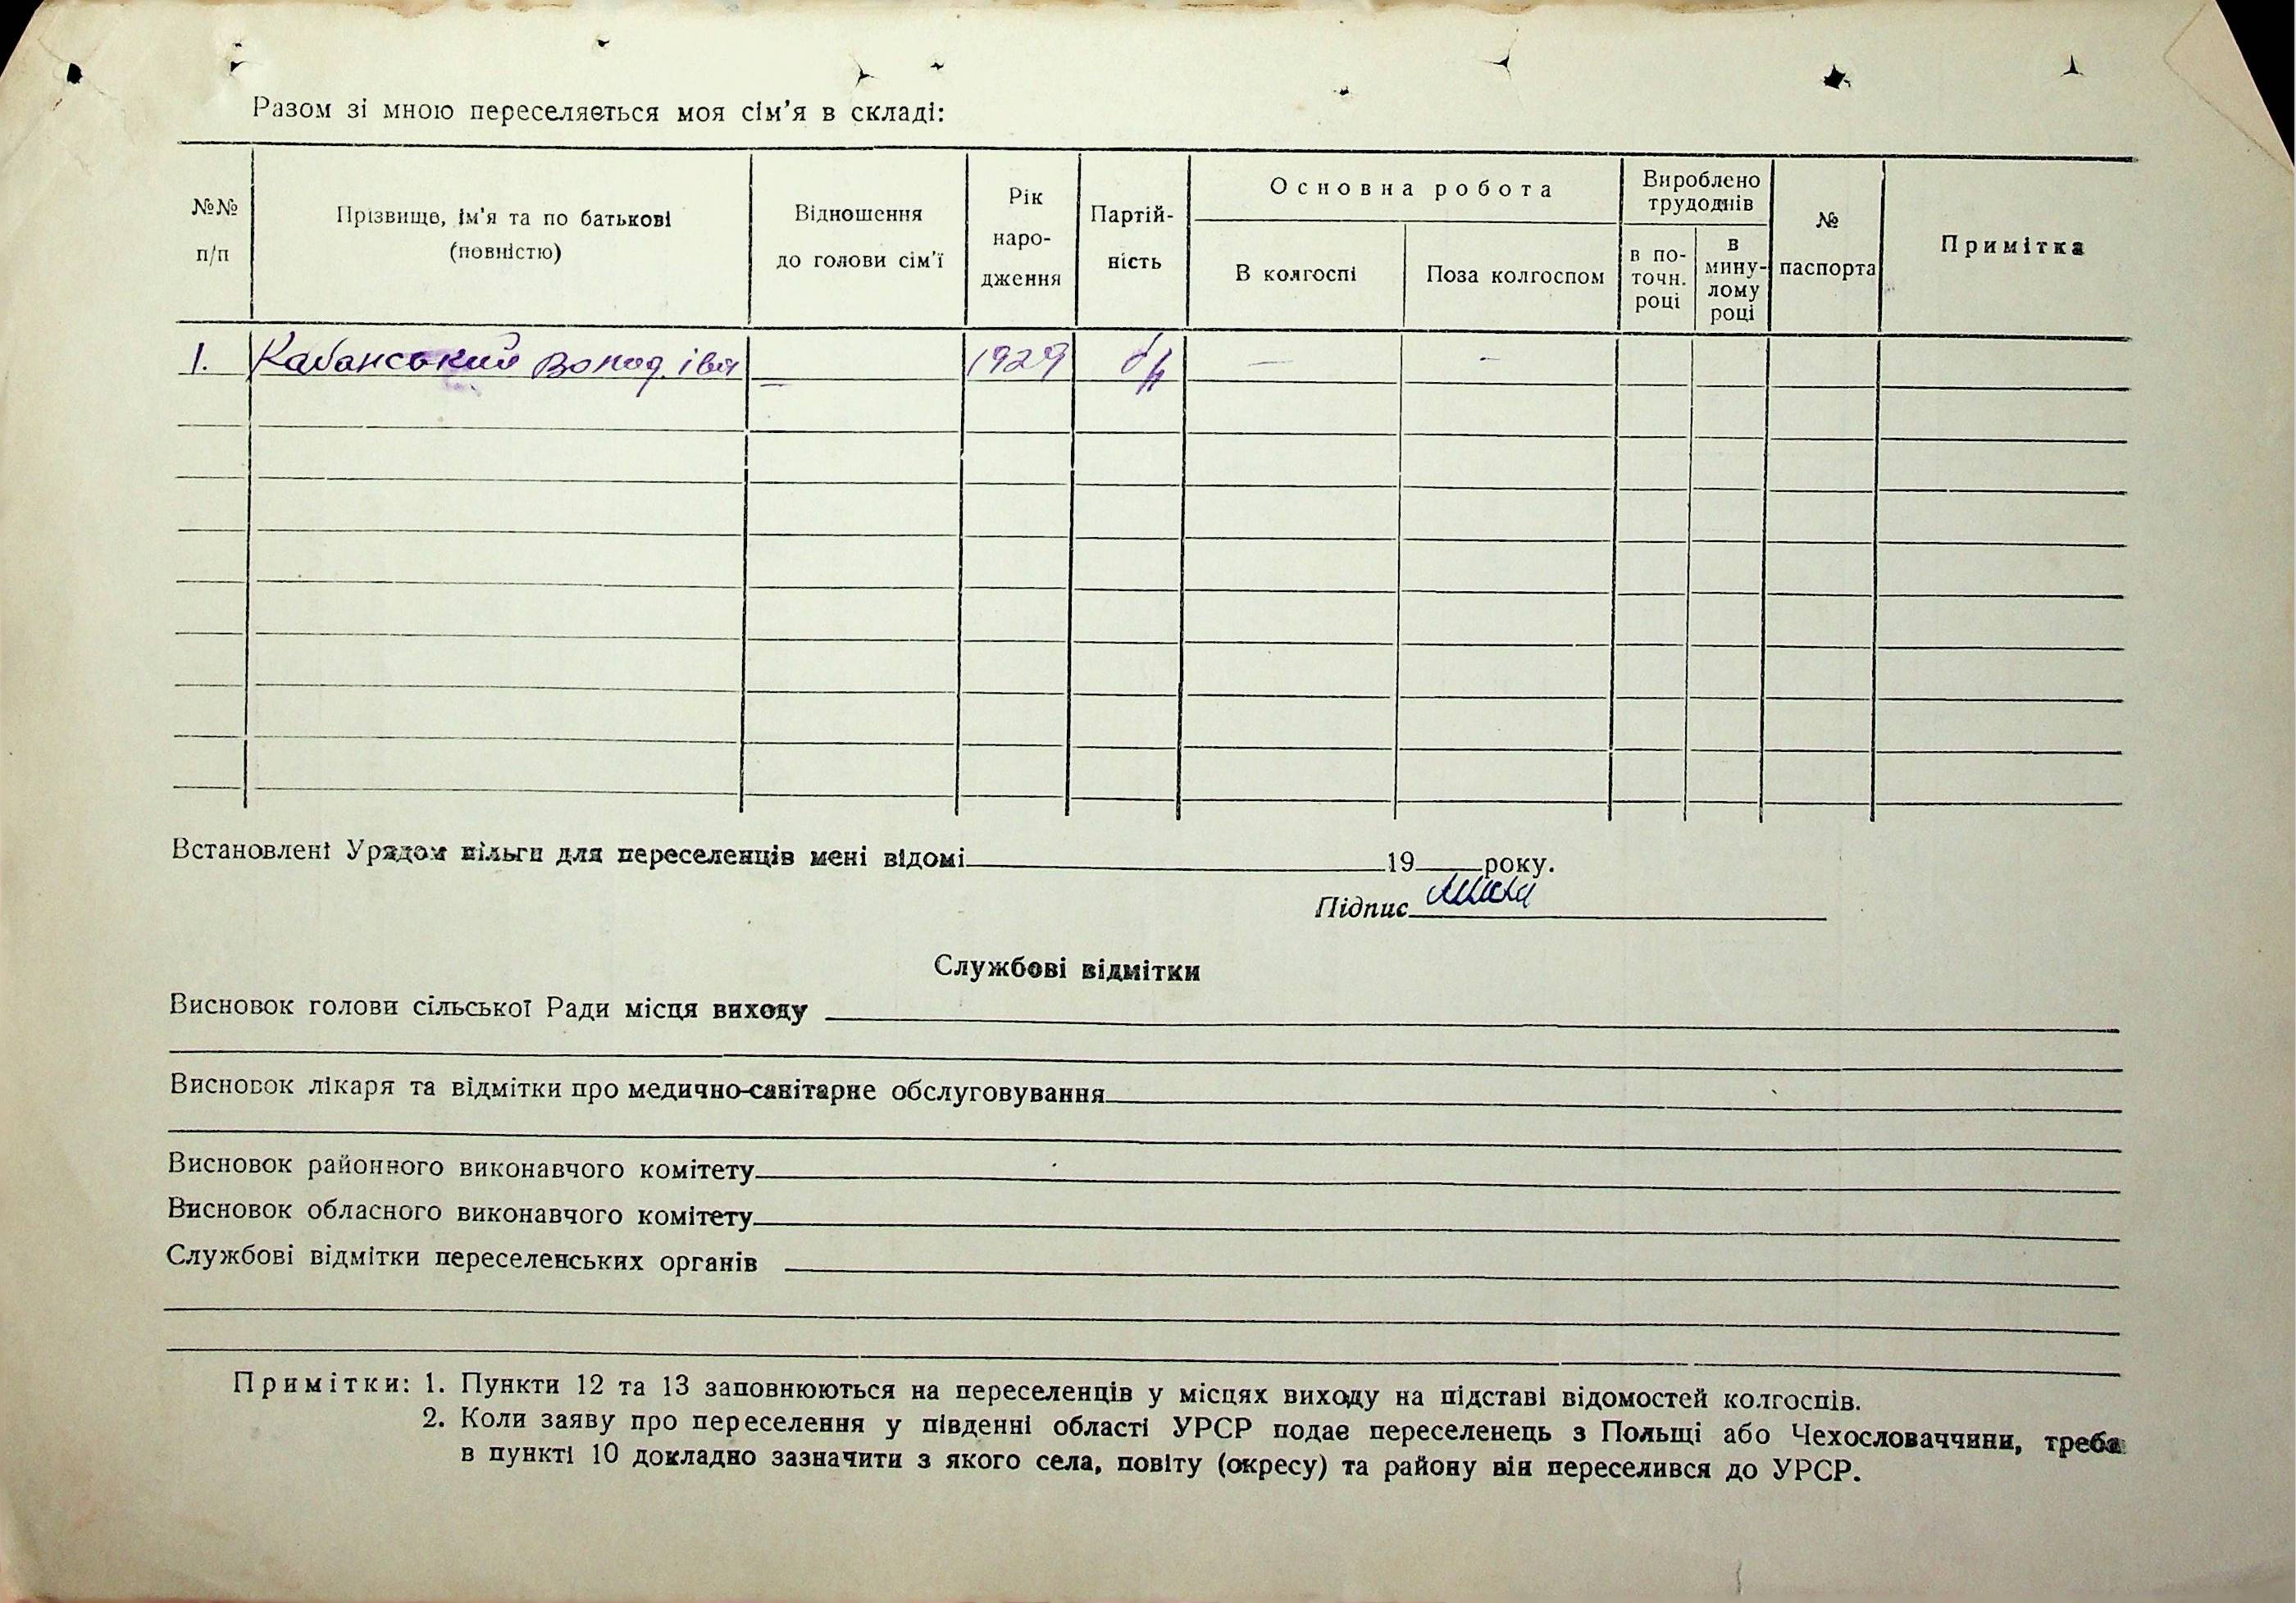 Разом зі мною переселяється моя сім'я в складі:
№№ п/п
Прізвище, ім'я та по батькові (повністю)
Відношення до голови сім'ї
Рік народження
Партійність
Основна робота
В колгоспі
Поза колгоспом
Вироблено трудоднів
в поточн. році
в минулому році
№ паспорта
Примітка
1. Кабанський Волод. Іван — 1929 б/п — -
Встановлені Урядом пільги для переселенців мені відомі 19 року.
Підпис
Службові відмітки
Висновок голови сільської Ради місця виходу
Висновок лікаря та відмітки про медично-санітарне обслуговування
Висновок районного виконавчого комітету
Висновок обласного виконавчого комітету
Службові відмітки переселенських органів
Примітки: 1. Пункти 12 та 13 заповнюються на переселенців у місцях виходу на підставі відомостей колгоспів.
2. Коли заяву про переселення у південні області УРСР подає переселенець з Польщі або Чехословаччини, треба
в пункті 10 докладно зазначити з якого села, повіту (окресу) та району він переселився до УРСР.